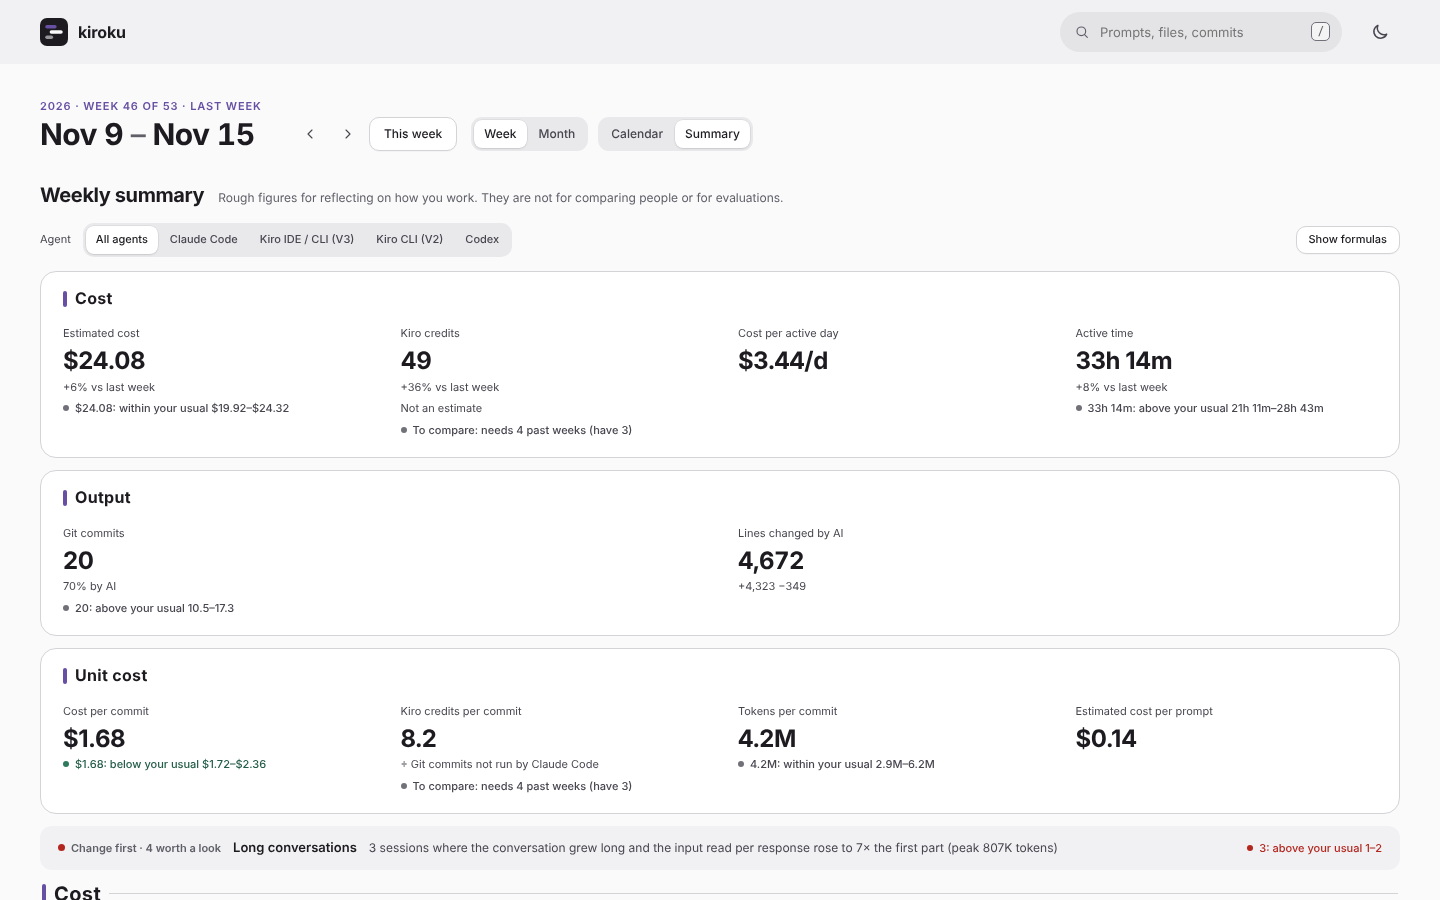 kiroku
Prompts, files, commits
/
2026 · WEEK 46 OF 53 · LAST WEEK
Nov 9 – Nov 15
This week
Week
Month
Calendar
Summary
Weekly summary
Rough figures for reflecting on how you work. They are not for comparing people or for evaluations.
Agent
All agents
Claude Code
Kiro IDE / CLI (V3)
Kiro CLI (V2)
Codex
Show formulas
Cost
Estimated cost
$24.08
+6% vs last week
$24.08: within your usual $19.92–$24.32
Kiro credits
49
+36% vs last week
Not an estimate
To compare: needs 4 past weeks (have 3)
Cost per active day
$3.44/d
Active time
33h 14m
+8% vs last week
33h 14m: above your usual 21h 11m–28h 43m
Output
Git commits
20
70% by AI
20: above your usual 10.5–17.3
Lines changed by AI
4,672
+4,323 −349
Unit cost
Cost per commit
$1.68
$1.68: below your usual $1.72–$2.36
Kiro credits per commit
8.2
÷ Git commits not run by Claude Code
To compare: needs 4 past weeks (have 3)
Tokens per commit
4.2M
4.2M: within your usual 2.9M–6.2M
Estimated cost per prompt
$0.14
Change first · 4 worth a look
Long conversations
3 sessions where the conversation grew long and the input read per response rose to 7× the first part (peak 807K tokens)
3: above your usual 1–2
Cost